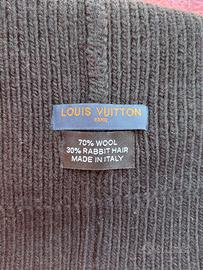 LOUIS VUITTON
PARIS
70% WOOL
30% RABBIT HAIR
MADE IN ITALY